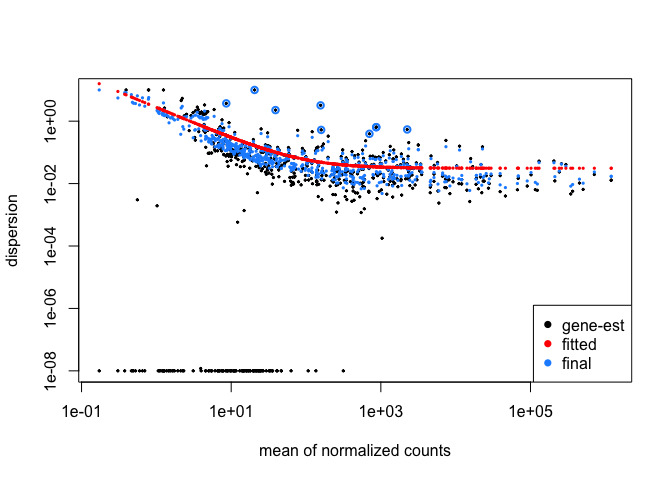 1e+00
1e-02
1e-04
1e-06
1e-08
dispersion
gene-est
fitted
final
1e-01
1e+01
1e+03
1e+05
mean of normalized counts